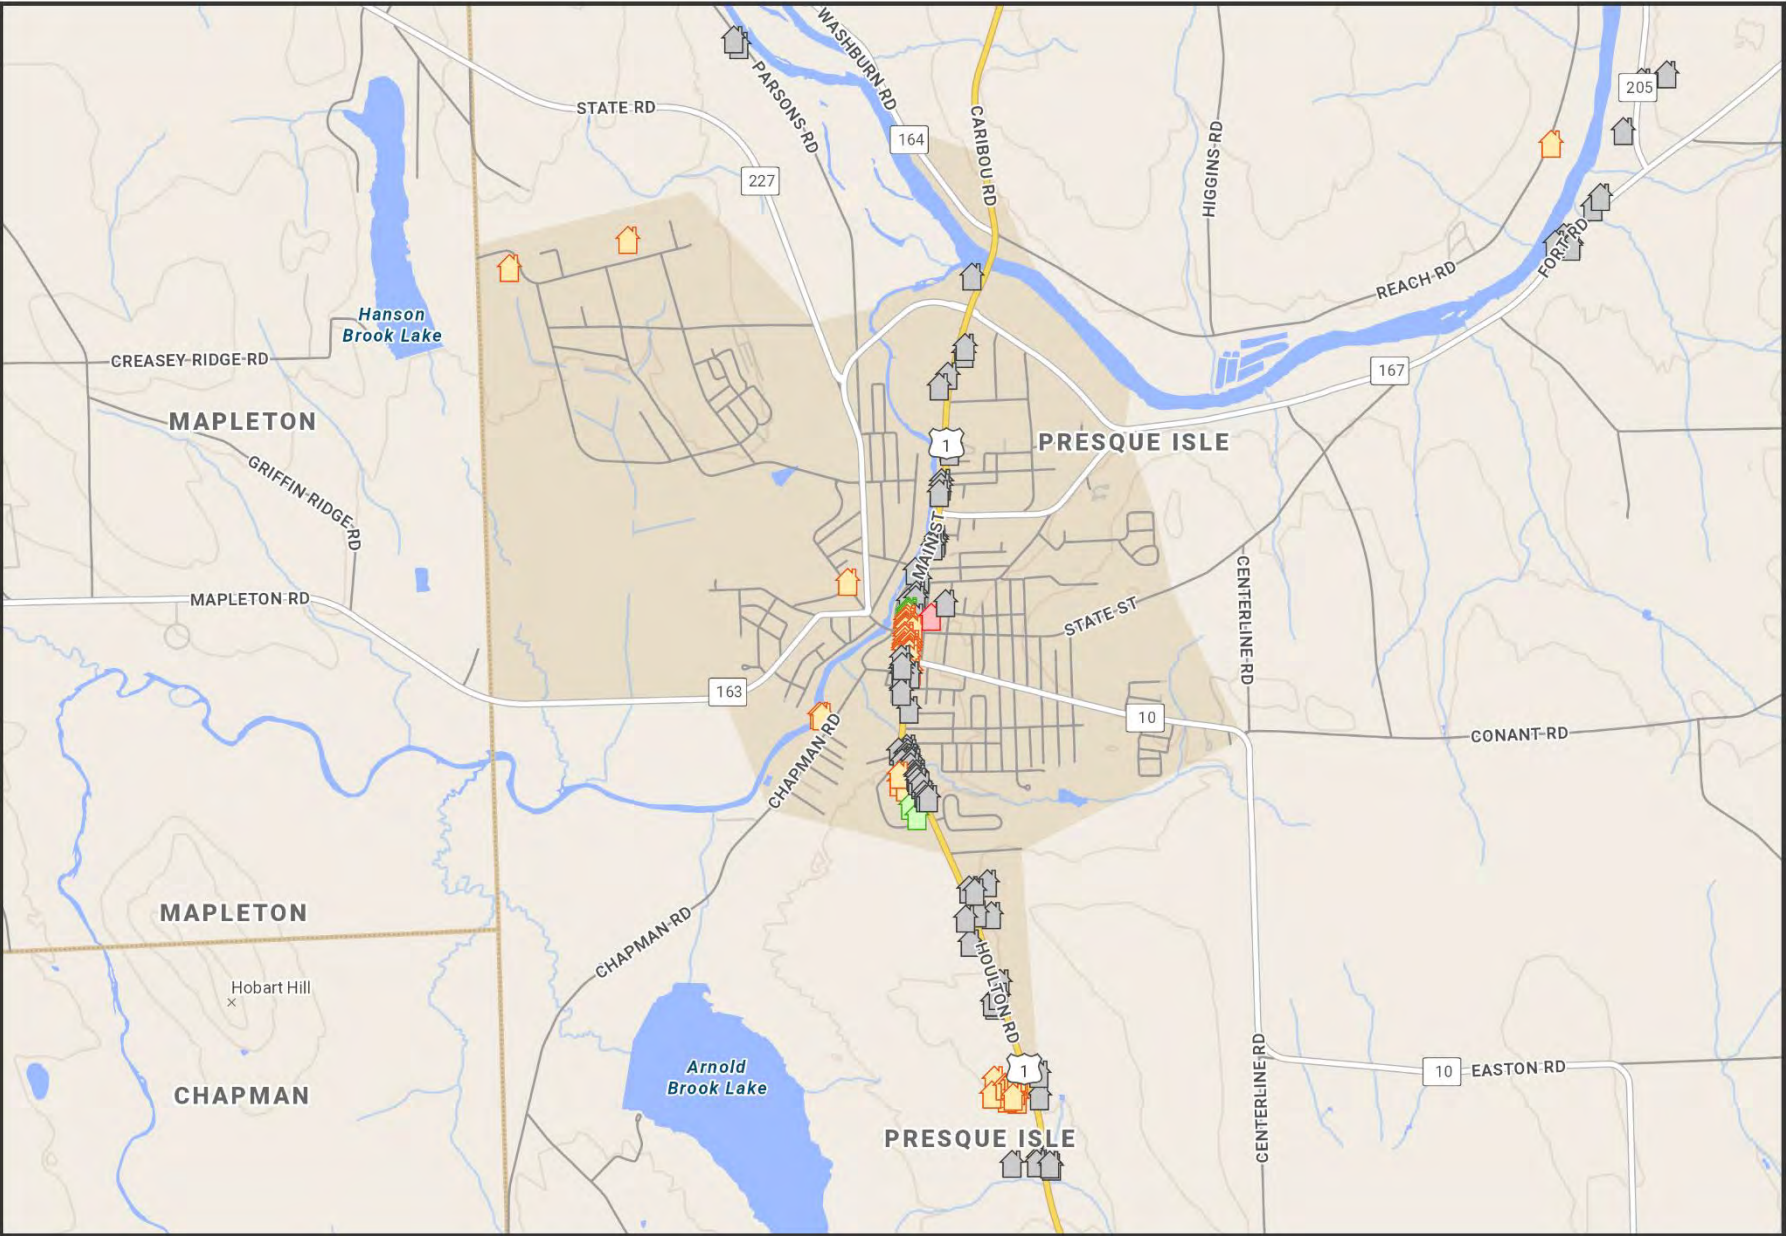 WASHBURN RD
PARSONS RD
STATE RD
205
CARIBOU RD
164
HIGGINS RD
227
FORT RD
REACH RD
Hanson
Brook Lake
CREASEY RIDGE RD
167
MAPLETON
1
PRESQUE ISLE
GRIFFIN RIDGE RD
MAIN ST
CENTERLINE RD
MAPLETON RD
STATE ST
163
10
CONANT RD
CHAPMAN RD
MAPLETON
CHAPMAN RD
Hobart Hill
HOULTON RD
Arnold
Brook Lake
1
10
EASTON RD
CHAPMAN
CENTERLINE RD
PRESQUE ISLE